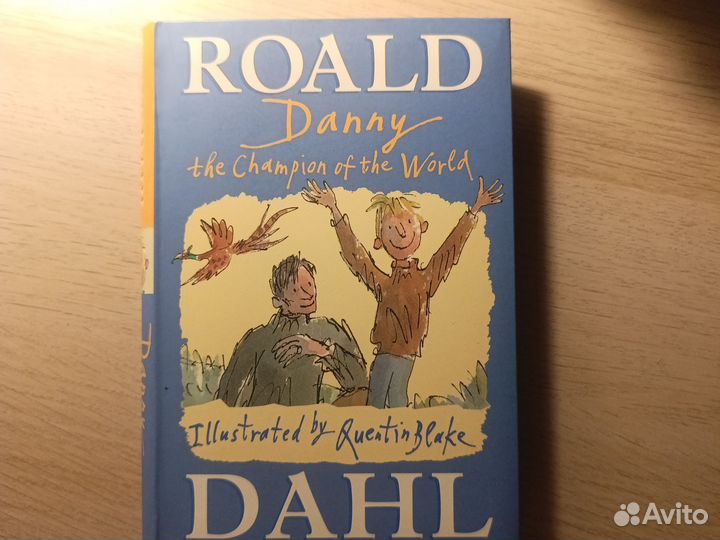 ROALD
Danny
the Champion of the World
Illustrated by Quentin Blake
DAHL
Avito